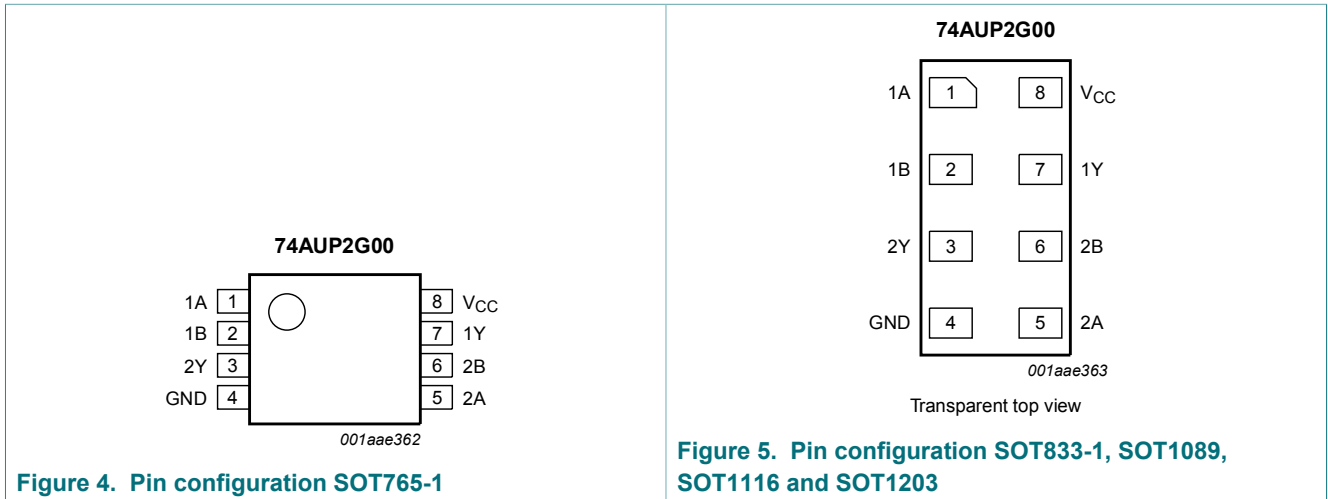 74AUP2G00
1A 1 8 VCC
1B 2 7 1Y
2Y 3 6 2B
GND 4 5 2A
001aae362
Figure 4. Pin configuration SOT765-1
74AUP2G00
1A 1 8 VCC
1B 2 7 1Y
2Y 3 6 2B
GND 4 5 2A
001aae363
Transparent top view
Figure 5. Pin configuration SOT833-1, SOT1089,
SOT1116 and SOT1203